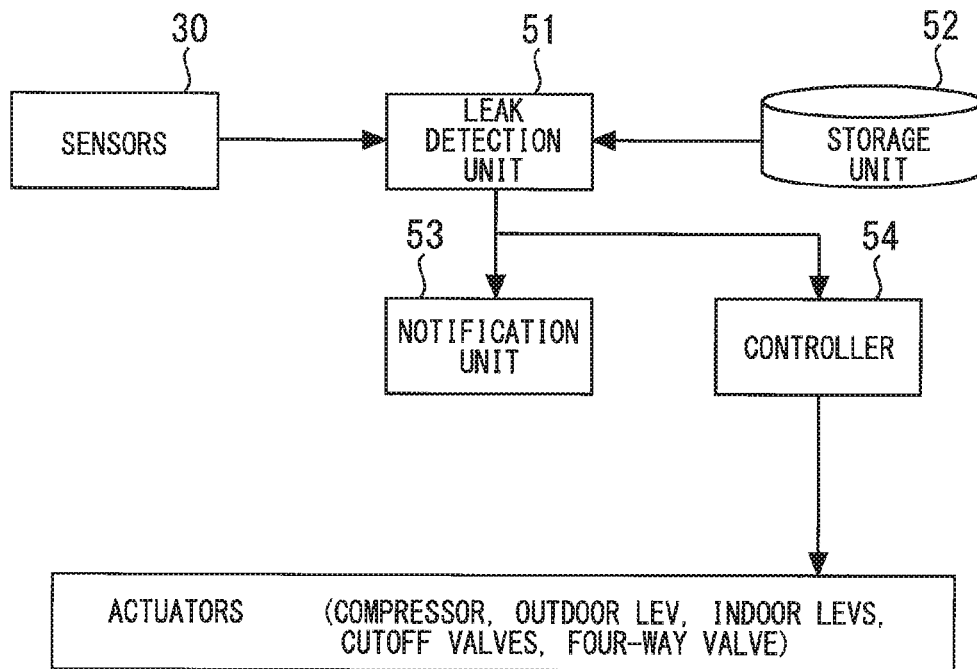 30
51
52
SENSORS
LEAK
DETECTION
UNIT
STORAGE
UNIT
53
54
NOTIFICATION
UNIT
CONTROLLER
ACTUATORS (COMPRESSOR, OUTDOOR LEV, INDOOR LEVS,
CUTOFF VALVES, FOUR-WAY VALVE)